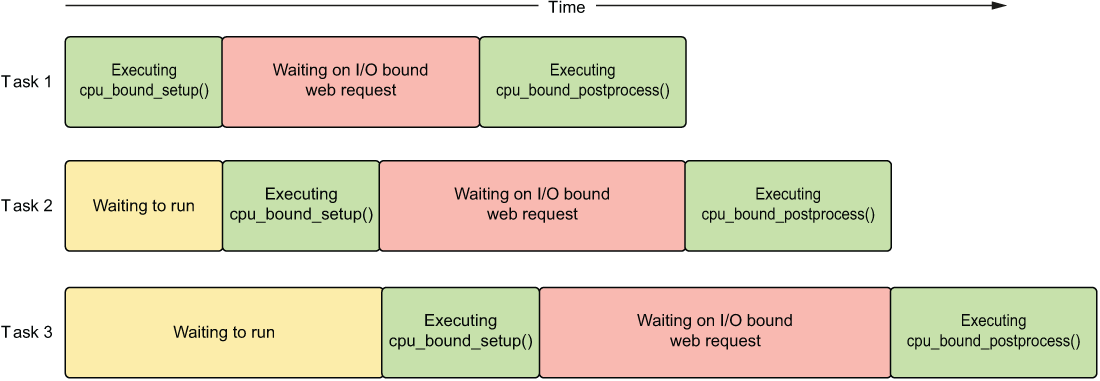 Time
Task 1
Executing
cpu_bound_setup()
Waiting on I/O bound
web request
Executing
cpu_bound_postprocess()
Task 2
Waiting to run
Executing
cpu_bound_setup()
Waiting on I/O bound
web request
Executing
cpu_bound_postprocess()
Task 3
Waiting to run
Executing
cpu_bound_setup()
Waiting on I/O bound
web request
Executing
cpu_bound_postprocess()